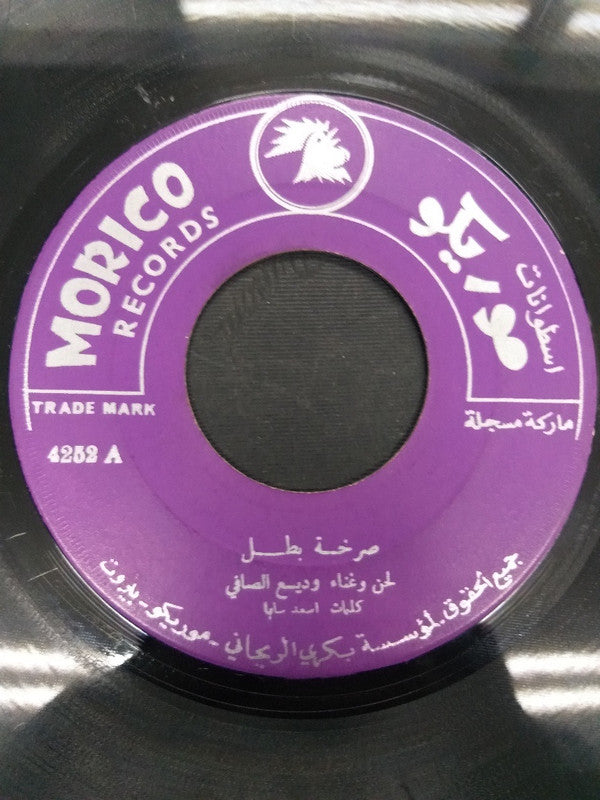 MORICO
RECORDS
اسطوانات
موريكو
TRADE MARK
ماركة مسجلة
4252 A
صرخة بطل
لحن وغناء وديع الصافي
كلمات اسعد سابا
جميع الحقوق لمؤسسة بكري الريحاني - موريكو - بيروت